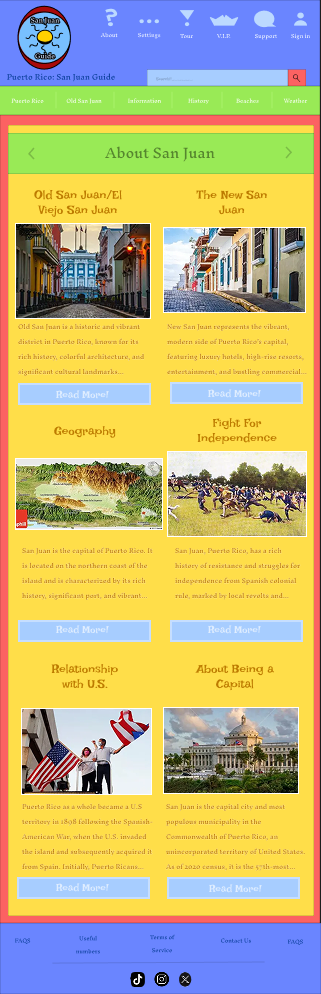 San Juan
Guide
About
Settings
Tour
V.I.P.
Support
Sign in
Puerto Rico: San Juan Guide
Puerto Rico
Old San Juan
Information
History
Beaches
Weather
About San Juan
Old San Juan/El
Viejo San Juan
The New San
Juan
Old San Juan is a historic and vibrant
district in Puerto Rico, known for its
rich history, colorful architecture, and
significant cultural landmarks...
New San Juan represents the vibrant,
modern side of Puerto Rico's capital,
featuring luxury hotels, high-rise resorts,
entertainment, and bustling commercial...
Read More!
Read More!
Geography
Fight For
Independence
San Juan is the capital of Puerto Rico. It
is located on the northern coast of the
island and is characterized by its rich
history, significant port, and vibrant...
San Juan, Puerto Rico, has a rich
history of resistance and struggles for
independence from Spanish colonial
rule, marked by local revolts and...
Read More!
Read More!
Relationship
with U.S.
About Being a
Capital
Puerto Rico as a whole became a U.S
territory in 1898 following the Spanish-
American War, when the U.S. invaded
the island and subsequently acquired it
from Spain. Initially, Puerto Ricans...
San Juan is the capital city and most
populous municipality in the
Commonwealth of Puerto Rico, an
unincorporated territory of United States.
As of 2020 census, it is the 57th-most...
Read More!
Read More!
FAQS
Useful
numbers
Terms of
Service
Contact Us
FAQS